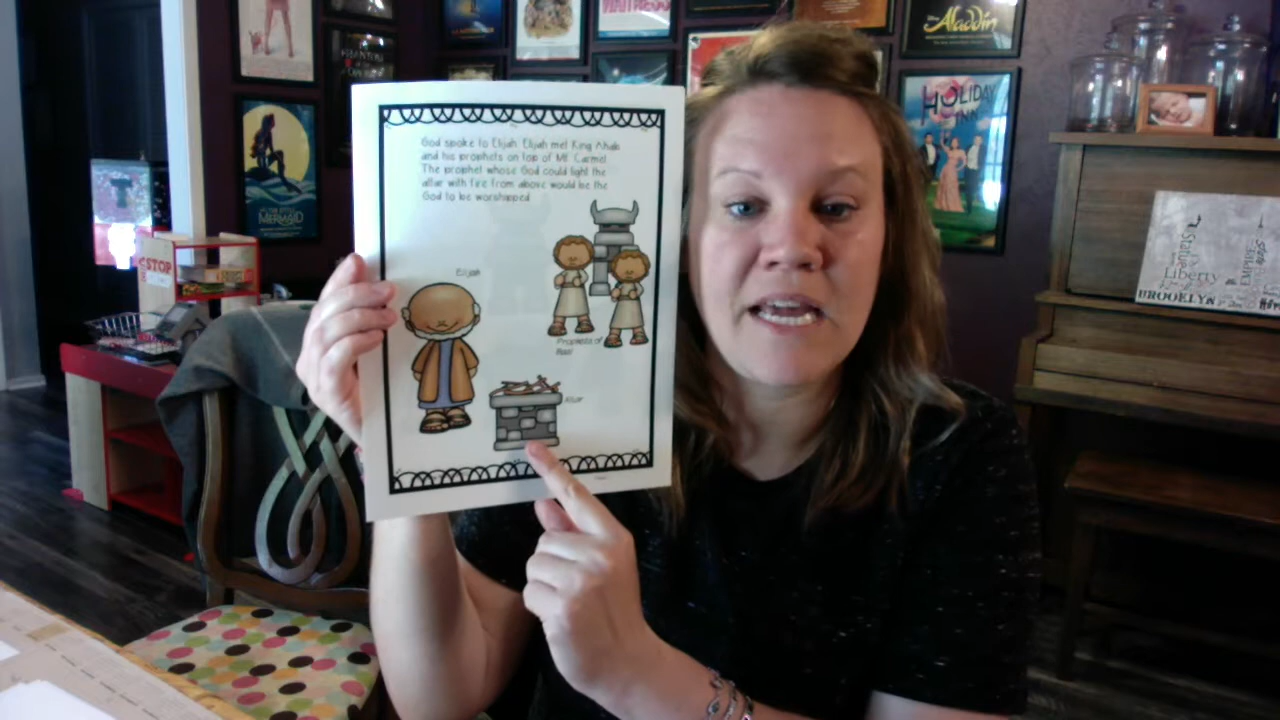 God spoke to Elijah. Elijah met King Ahab
and his prophets on top of Mt. Carmel.
The prophet whose God could light the
altar with fire from above would be the
God to be worshipped
Elijah
Prophets of
Baal
Altar
Aladdin
HOLIDAY
INN
MERMAID
STOP
T
Liberty
EMPIRE
BROOKLYN